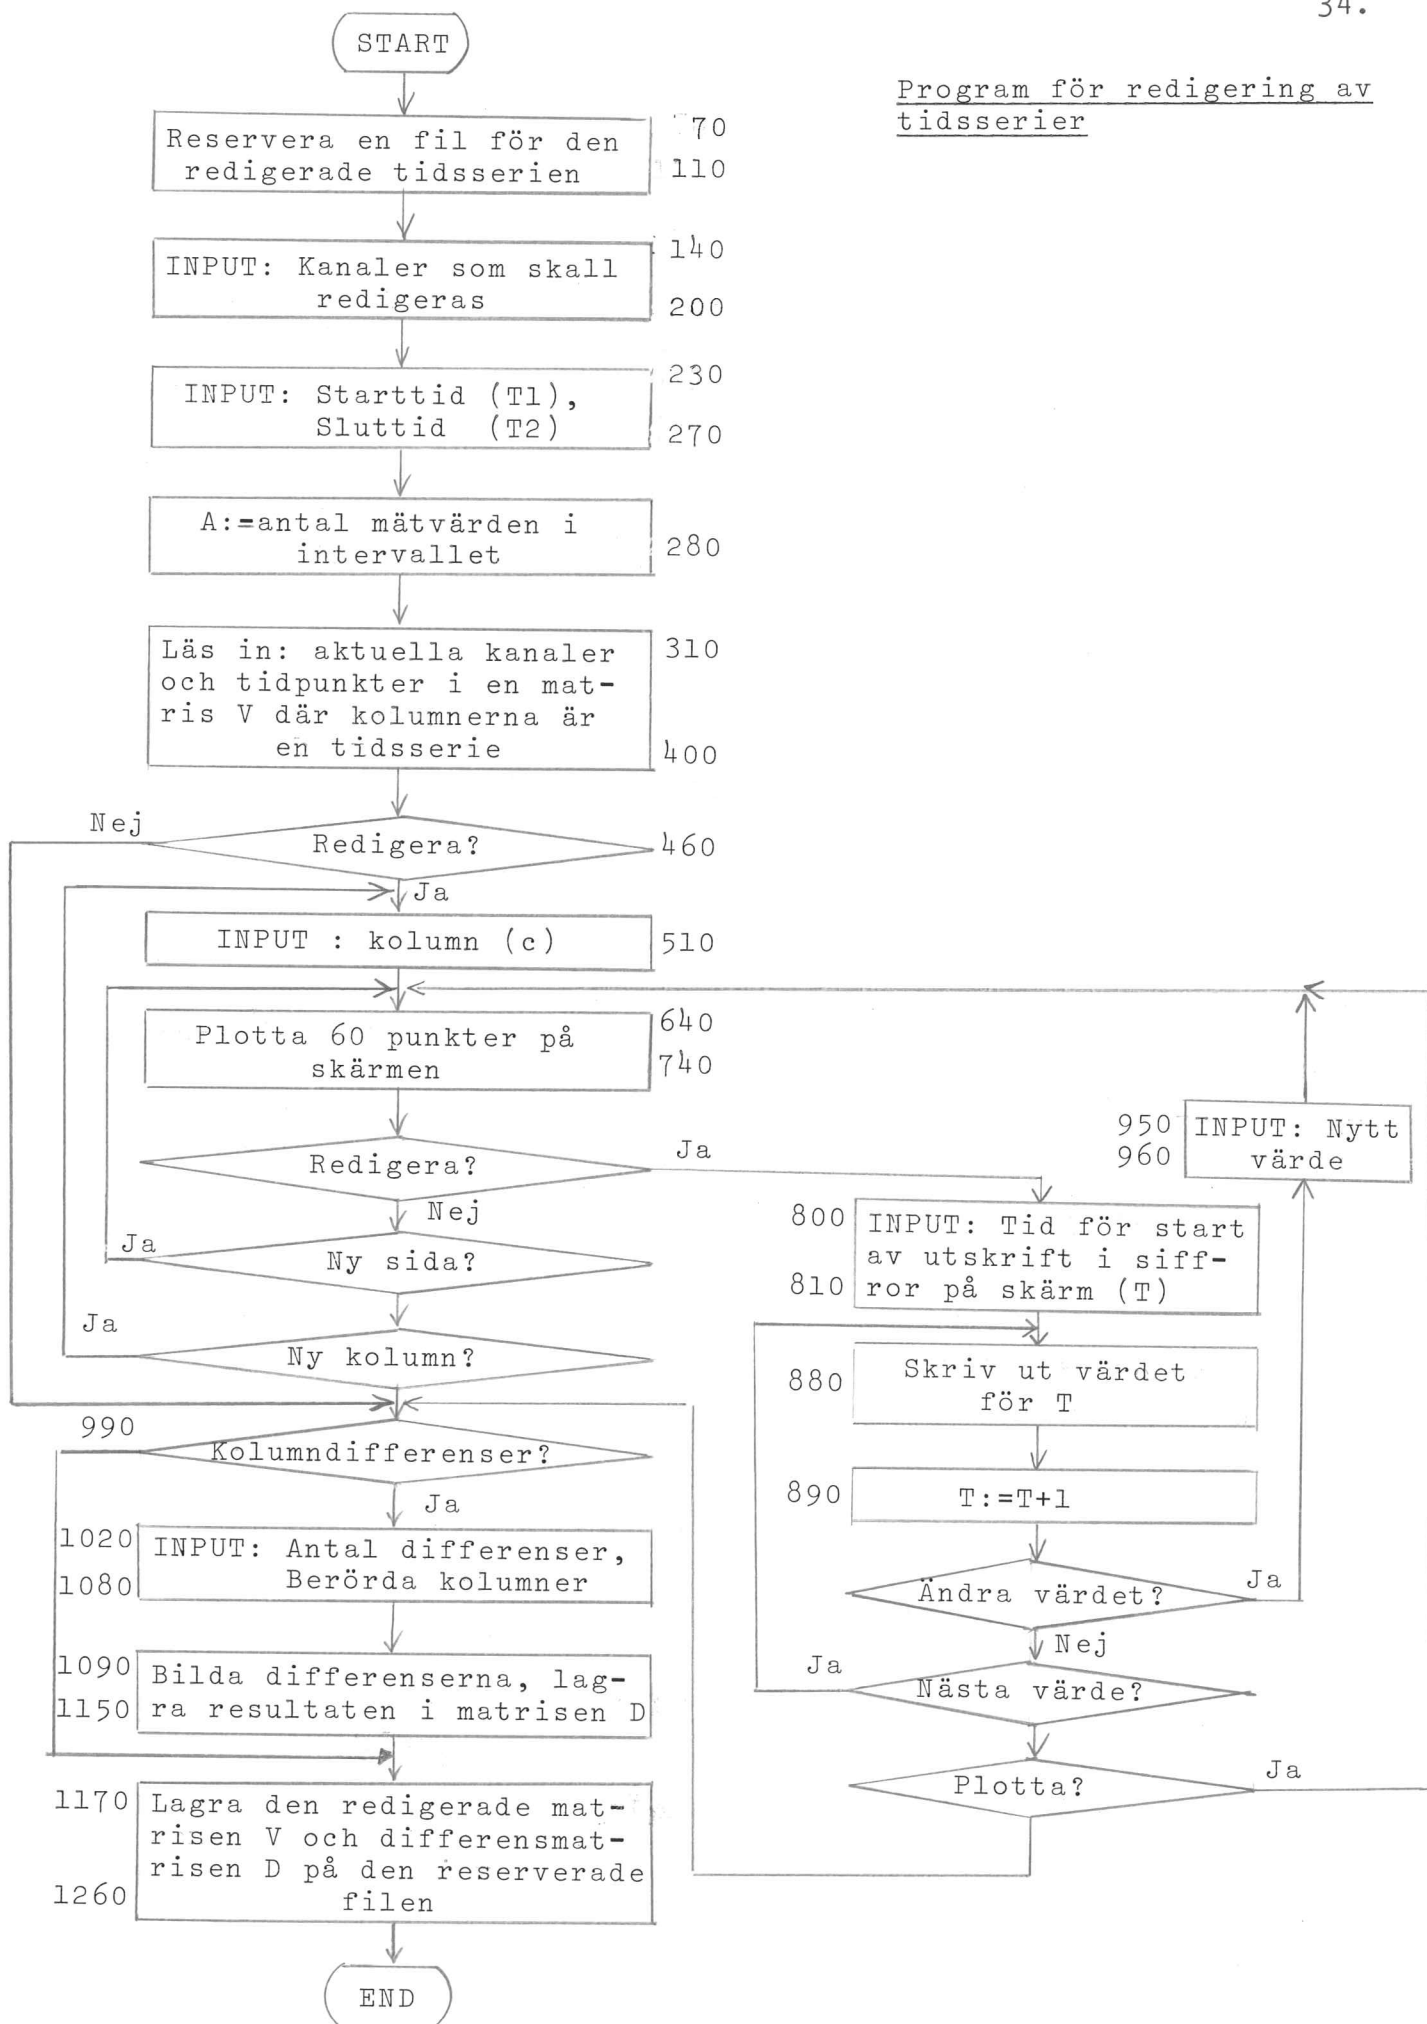 34.
START
Program för redigering av
tidsserier
Reservera en fil för den
redigerade tidsserien
70
110
INPUT: Kanaler som skall
redigeras
140
200
INPUT: Starttid (T1),
Sluttid (T2)
230
270
A:=antal mätvärden i
intervallet
280
Läs in: aktuella kanaler
och tidpunkter i en mat-
ris V där kolumnerna är
en tidsserie
310
400
Nej
Redigera?
460
Ja
INPUT : kolumn (c)
510
Plotta 60 punkter på
skärmen
640
740
Redigera?
Ja
Nej
Ja
Ny sida?
Ja
Ny kolumn?
990
Kolumndifferenser?
Ja
1020
1080
INPUT: Antal differenser,
Berörda kolumner
1090
1150
Bilda differenserna, lag-
ra resultaten i matrisen D
1170
1260
Lagra den redigerade mat-
risen V och differensmat-
risen D på den reserverade
filen
END
950
960
INPUT: Nytt
värde
800
810
INPUT: Tid för start
av utskrift i siff-
ror på skärm (T)
880
Skriv ut värdet
för T
890
T:=T+1
Ändra värdet?
Ja
Nej
Ja
Nästa värde?
Plotta?
Ja